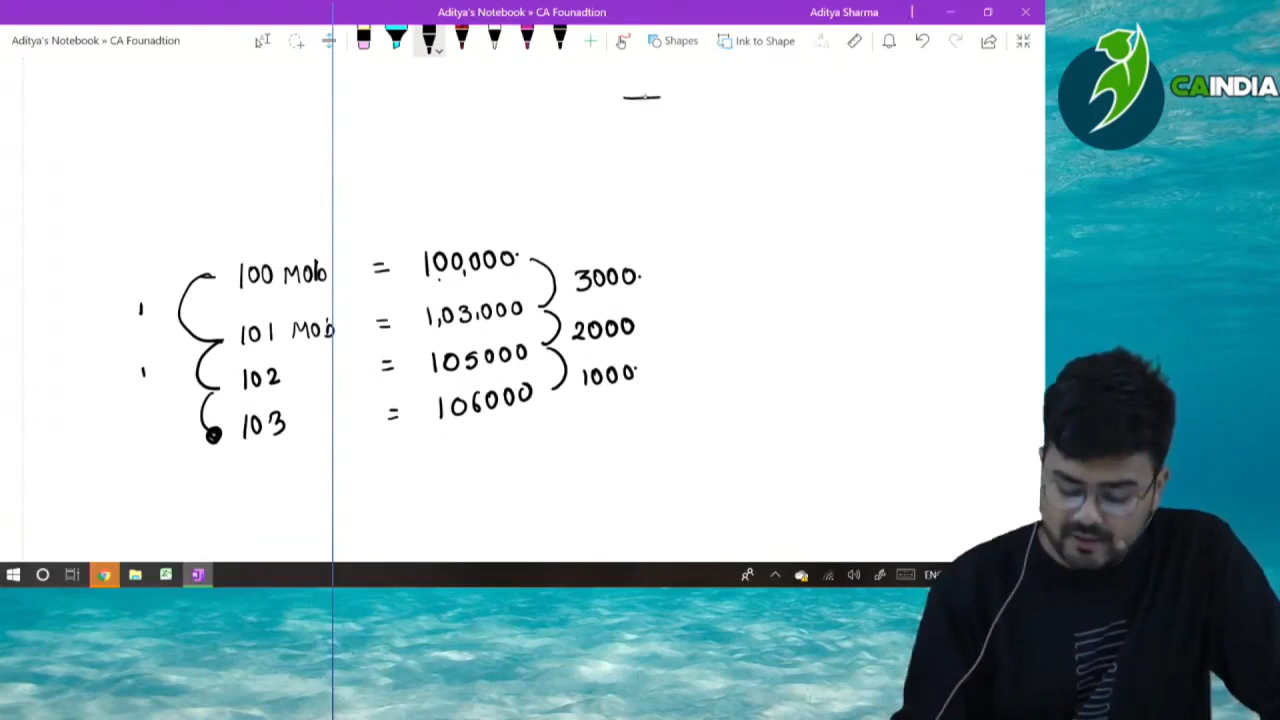 Aditya's Notebook » CA Founadtion
Aditya Sharma
Aditya's Notebook » CA Founadtion
Shapes
Ink to Shape
CAINDIA
100 Mob = 100,000
3000
101 Mob = 1,03,000
2000
102 = 105000
1000
103 = 106000